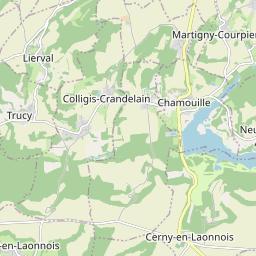 Martigny-Courpier
Lierval
Colligis-Crandelain
Chamouille
Trucy
Neu
Cerny-en-Laonnois
-en-Laonnois